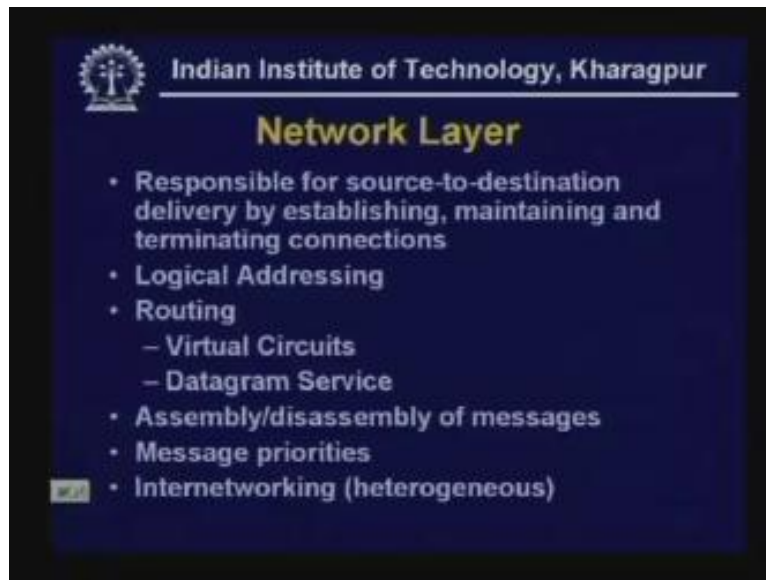 Indian Institute of Technology, Kharagpur
Network Layer
• Responsible for source-to-destination
delivery by establishing, maintaining and
terminating connections
• Logical Addressing
• Routing
– Virtual Circuits
– Datagram Service
• Assembly/disassembly of messages
• Message priorities
• Internetworking (heterogeneous)